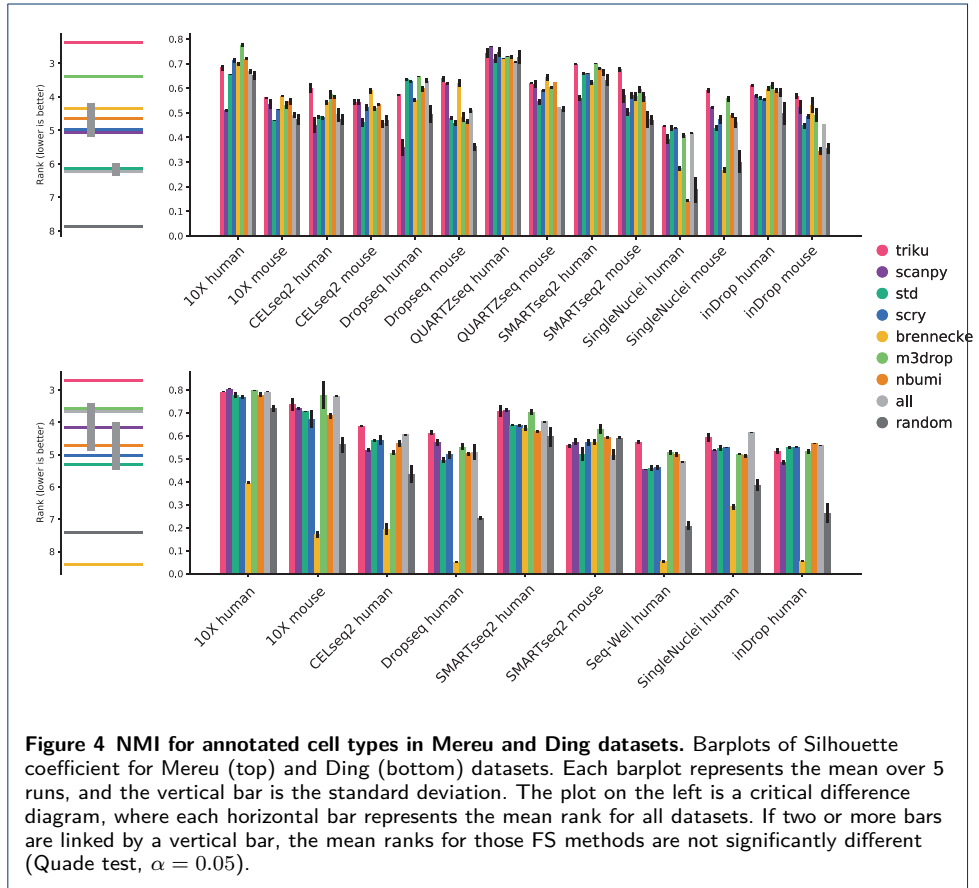 Rank (lower is better)
3
4
5
6
7
8
0.8
0.7
0.6
0.5
0.4
0.3
0.2
0.1
0.0
10X human
10X mouse
CELseq2 human
CELseq2 mouse
Dropseq human
Dropseq mouse
QUARTZseq human
QUARTZseq mouse
SMARTseq2 human
SMARTseq2 mouse
SingleNuclei human
SingleNuclei mouse
inDrop human
inDrop mouse
triku
scanpy
std
scry
brennecke
m3drop
nbumi
all
random
Rank (lower is better)
3
4
5
6
7
8
0.8
0.7
0.6
0.5
0.4
0.3
0.2
0.1
0.0
10X human
10X mouse
CELseq2 human
Dropseq human
SMARTseq2 human
SMARTseq2 mouse
Seq-Well human
SingleNuclei human
inDrop human
Figure 4 NMI for annotated cell types in Mereu and Ding datasets. Barplots of Silhouette
coefficient for Mereu (top) and Ding (bottom) datasets. Each barplot represents the mean over 5
runs, and the vertical bar is the standard deviation. The plot on the left is a critical difference
diagram, where each horizontal bar represents the mean rank for all datasets. If two or more bars
are linked by a vertical bar, the mean ranks for those FS methods are not significantly different
(Quade test, α = 0.05).